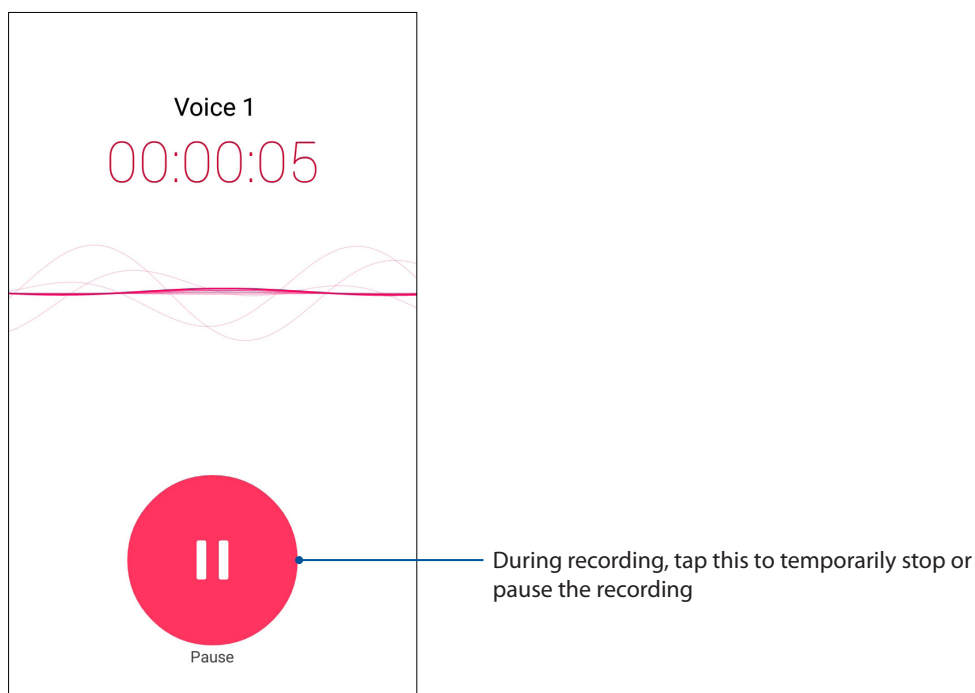 Voice 1
00:00:05
During recording, tap this to temporarily stop or
pause the recording
Pause